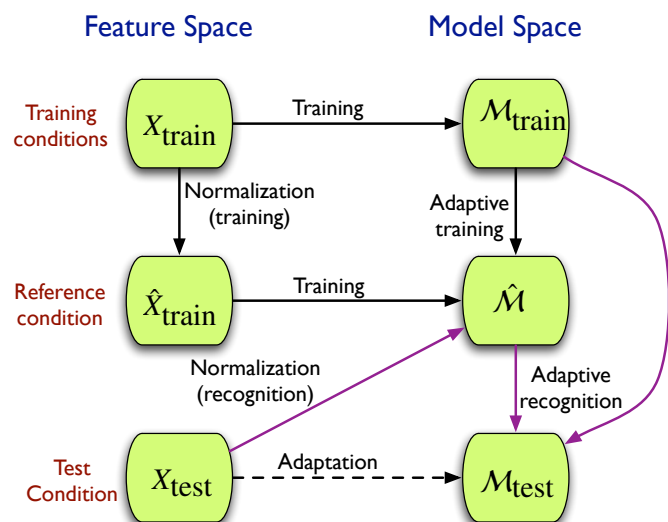 Feature Space
Model Space
Training
conditions
X_train
Training
ℳ_train
Normalization
(training)
Adaptive
training
Reference
condition
X̂_train
Training
ℳ̂
Normalization
(recognition)
Adaptive
recognition
Test
Condition
X_test
Adaptation
ℳ_test